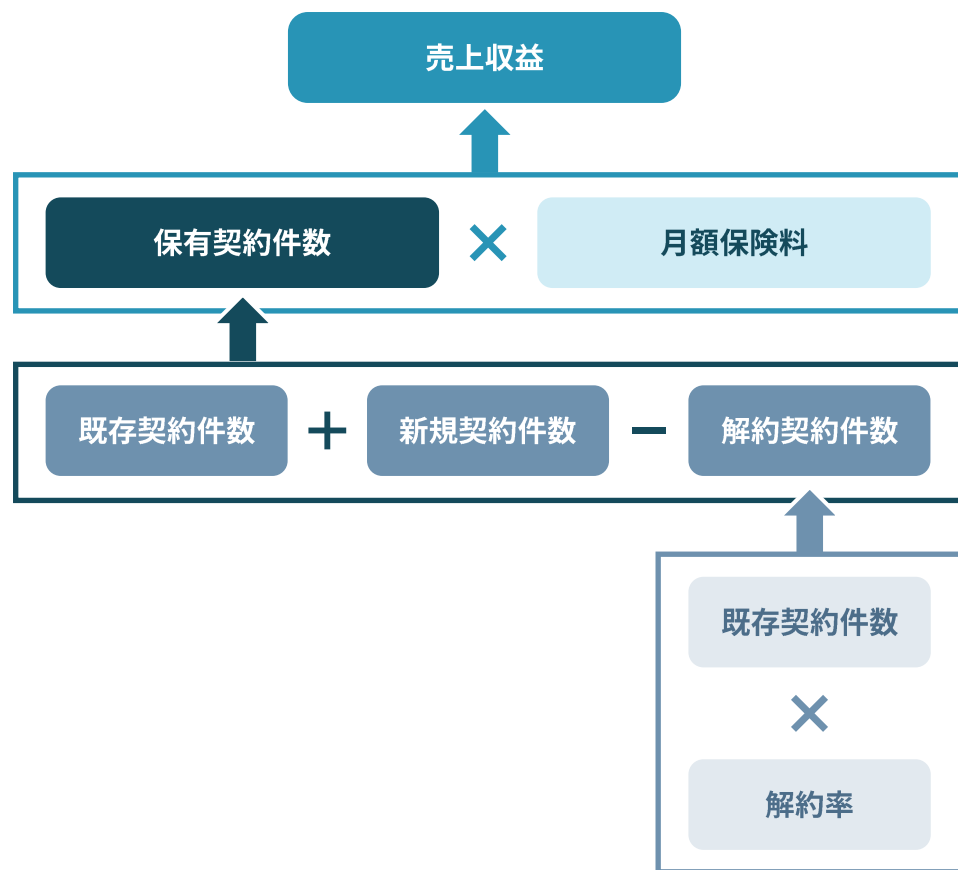 売上収益
保有契約件数 × 月額保険料
既存契約件数 + 新規契約件数 − 解約契約件数
既存契約件数
×
解約率